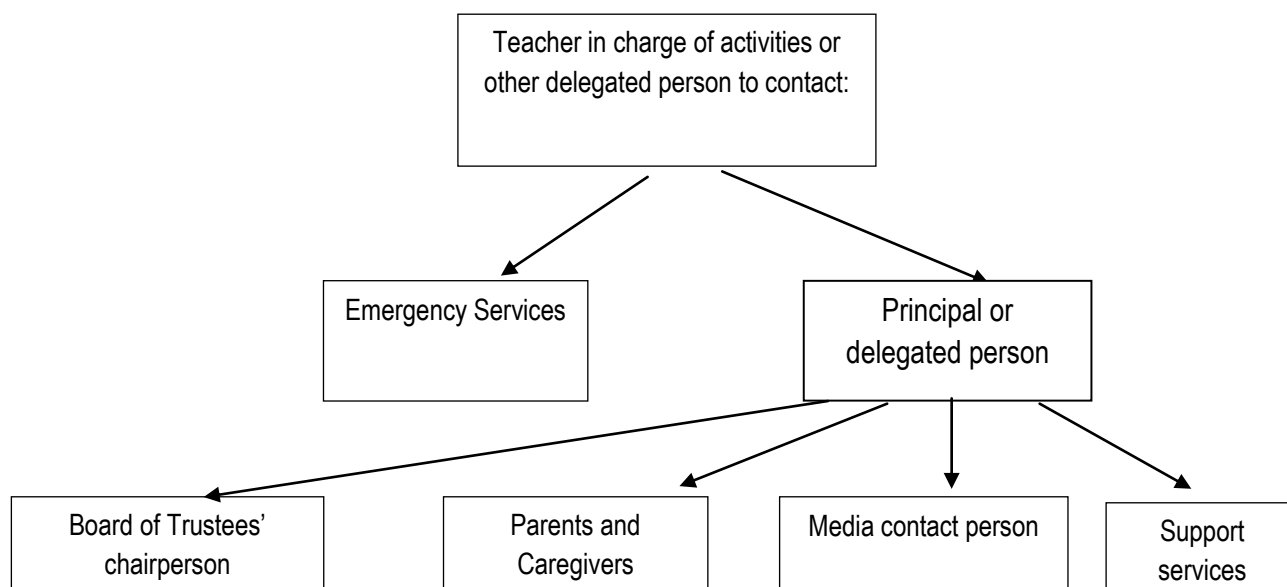 Teacher in charge of activities or
other delegated person to contact:
Emergency Services
Principal or
delegated person
Board of Trustees’
chairperson
Parents and
Caregivers
Media contact person
Support
services